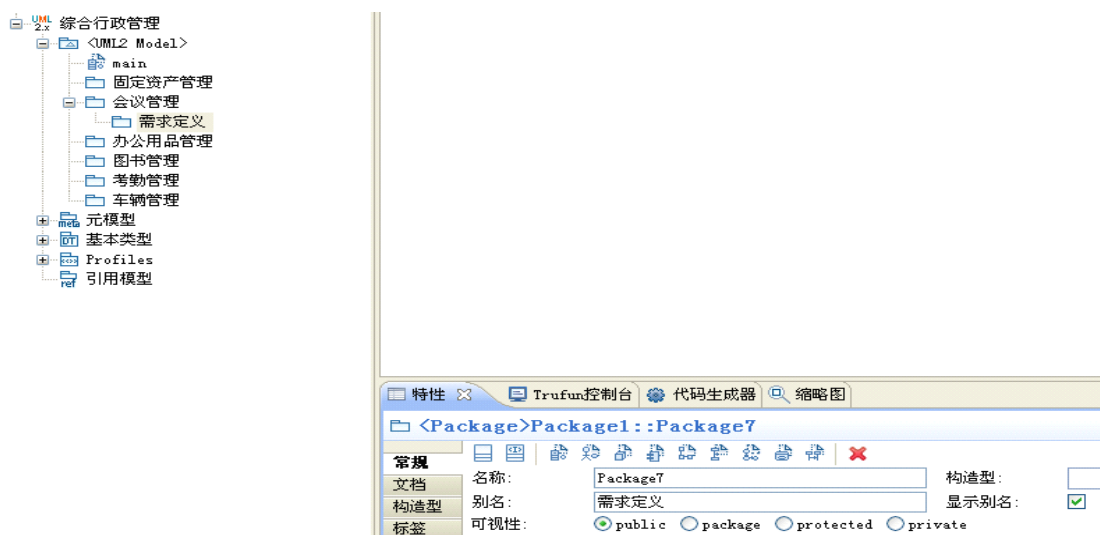 UML 2.x 综合行政管理
<UML2 Model>
main
固定资产管理
会议管理
需求定义
办公用品管理
图书管理
考勤管理
车辆管理
meta 元模型
DT 基本类型
Profiles
ref 引用模型
特性 Trufun控制台 代码生成器 缩略图
<Package>Package1::Package7
常规
名称: Package7 构造型:
文档
别名: 需求定义 显示别名:
构造型
可视性: public package protected private
标签